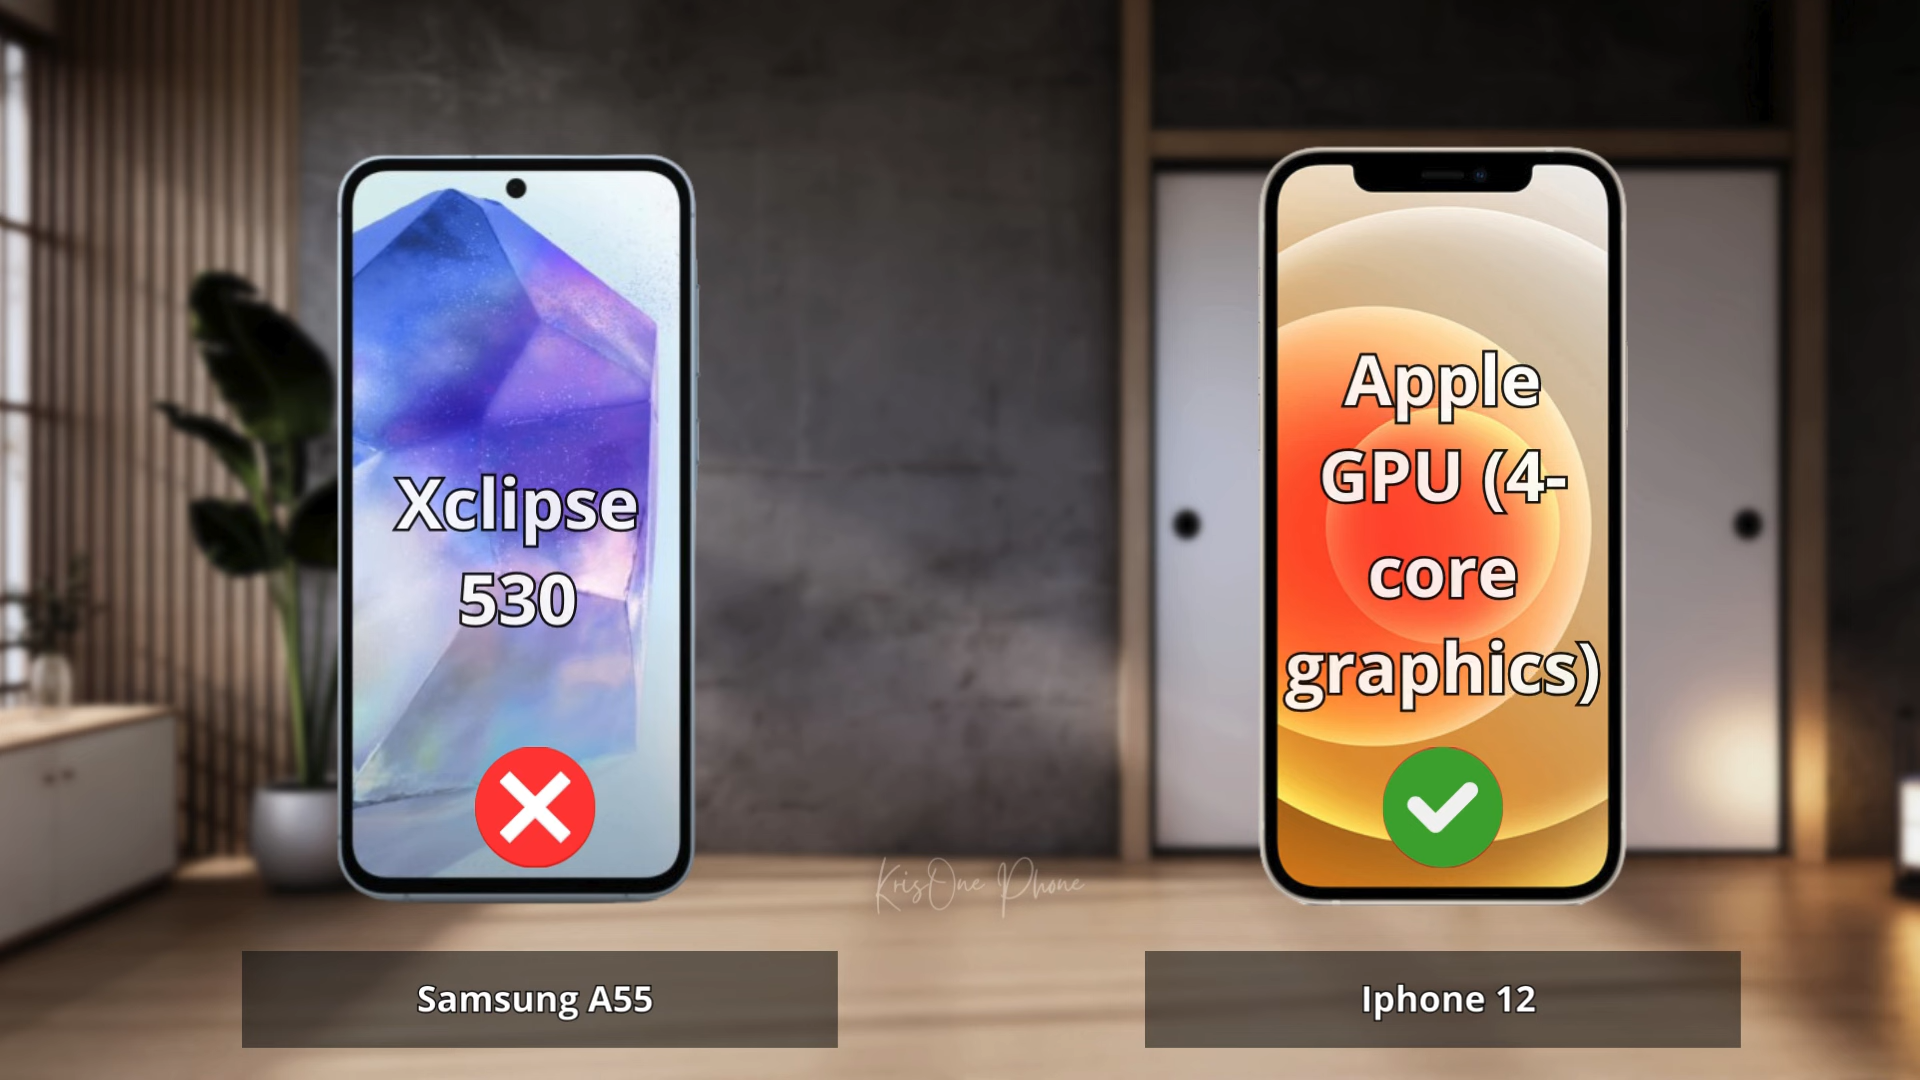 Xclipse
530
Apple
GPU (4-
core
graphics)
KrisOne Phone
Samsung A55
Iphone 12